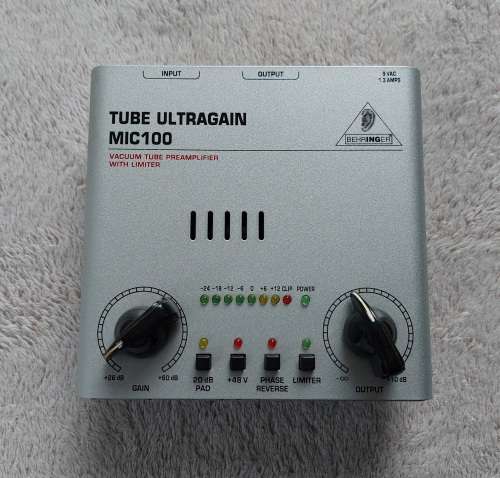 INPUT
OUTPUT
9 VAC
1.3 AMPS
TUBE ULTRAGAIN
MIC100
BEHRINGER
VACUUM TUBE PREAMPLIFIER
WITH LIMITER
-24 -18 -12 -6 0 +6 +12 CLIP POWER
+26 dB +60 dB
GAIN
20 dB
PAD
+48 V
PHASE
REVERSE
LIMITER
-∞ +10 dB
OUTPUT